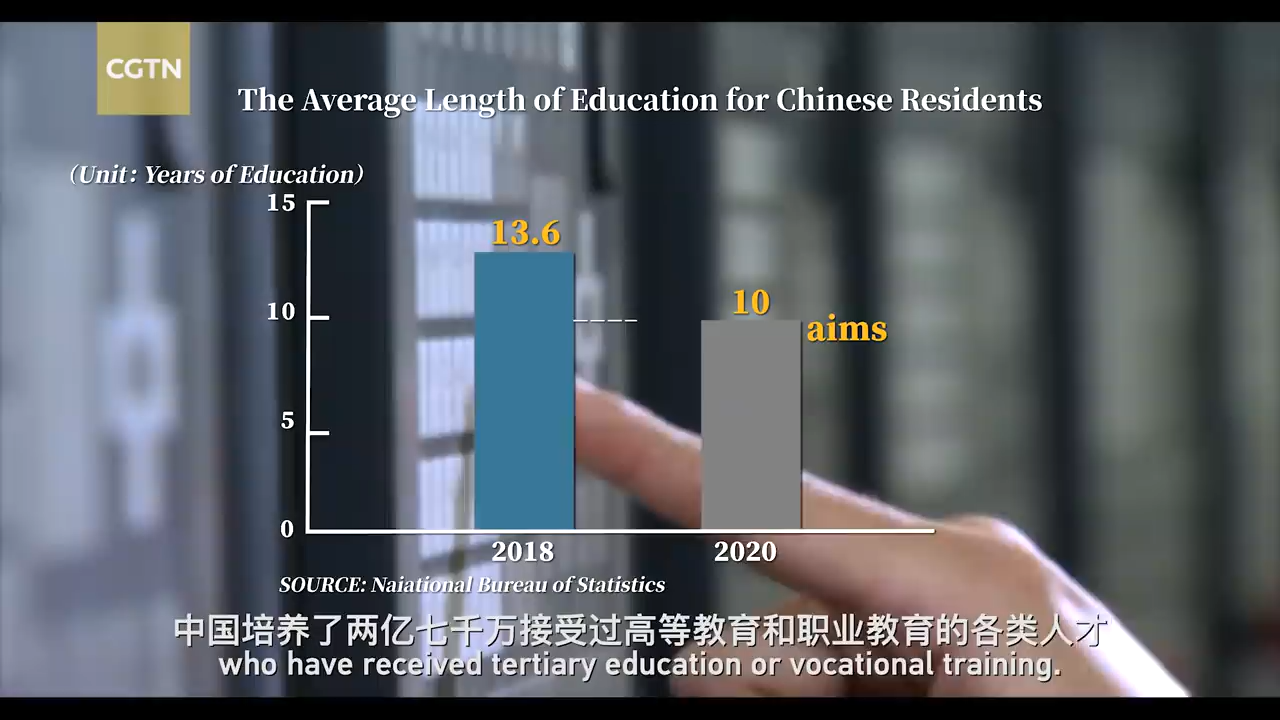 CGTN
The Average Length of Education for Chinese Residents
(Unit: Years of Education)
15
13.6
10
10
aims
5
0
2018
2020
SOURCE: Naiational Bureau of Statistics
中国培养了两亿七千万接受过高等教育和职业教育的各类人才
who have received tertiary education or vocational training.